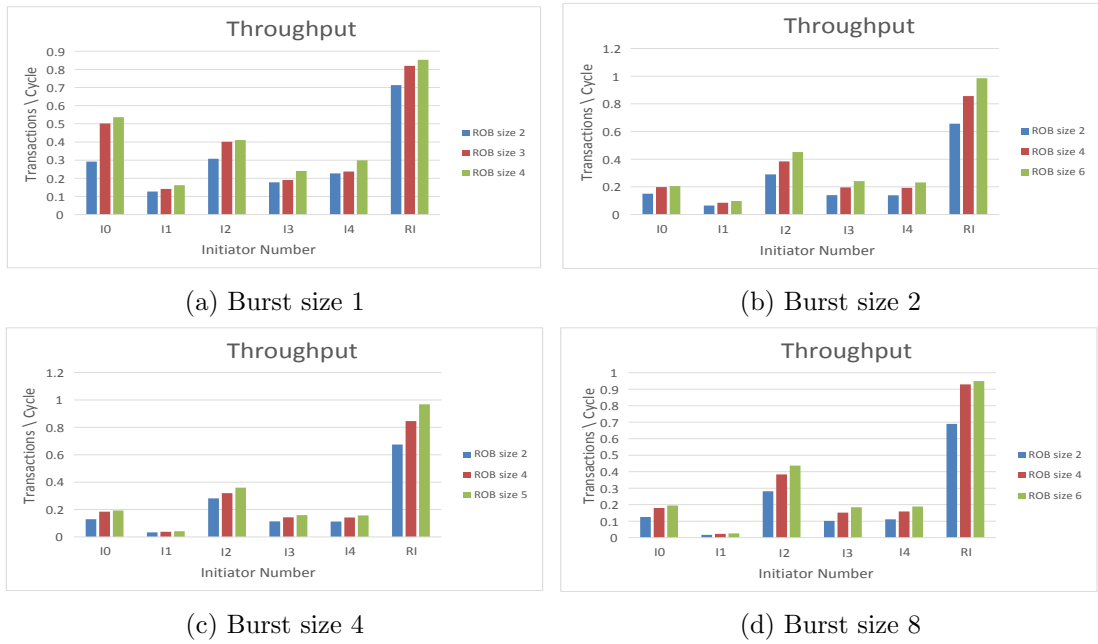 Throughput
Transactions \ Cycle
0.9
0.8
0.7
0.6
0.5
0.4
0.3
0.2
0.1
0
I0 I1 I2 I3 I4 RI
Initiator Number
ROB size 2
ROB size 3
ROB size 4
(a) Burst size 1
Throughput
Transactions \ Cycle
1.2
1
0.8
0.6
0.4
0.2
0
I0 I1 I2 I3 I4 RI
Initiator Number
ROB size 2
ROB size 4
ROB size 6
(b) Burst size 2
Throughput
Transactions \ Cycle
1.2
1
0.8
0.6
0.4
0.2
0
I0 I1 I2 I3 I4 RI
Initiator Number
ROB size 2
ROB size 4
ROB size 5
(c) Burst size 4
Throughput
Transactions \ Cycle
1
0.9
0.8
0.7
0.6
0.5
0.4
0.3
0.2
0.1
0
I0 I1 I2 I3 I4 RI
Initiator Number
ROB size 2
ROB size 4
ROB size 6
(d) Burst size 8